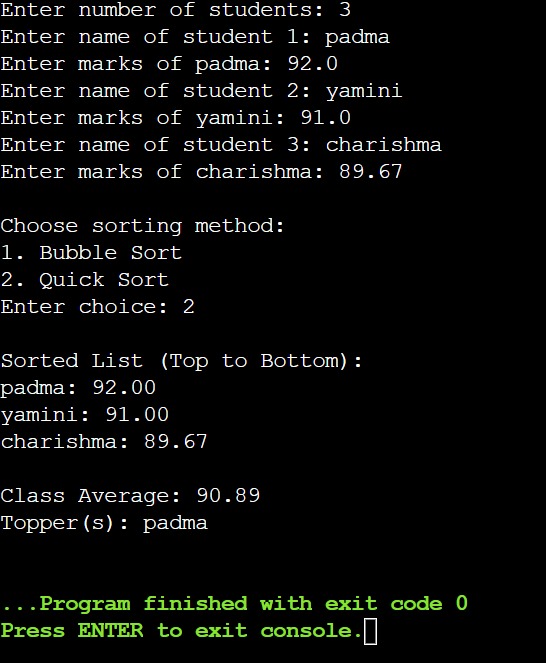 Enter number of students: 3
Enter name of student 1: padma
Enter marks of padma: 92.0
Enter name of student 2: yamini
Enter marks of yamini: 91.0
Enter name of student 3: charishma
Enter marks of charishma: 89.67
Choose sorting method:
1. Bubble Sort
2. Quick Sort
Enter choice: 2
Sorted List (Top to Bottom):
padma: 92.00
yamini: 91.00
charishma: 89.67
Class Average: 90.89
Topper(s): padma
...Program finished with exit code 0
Press ENTER to exit console.